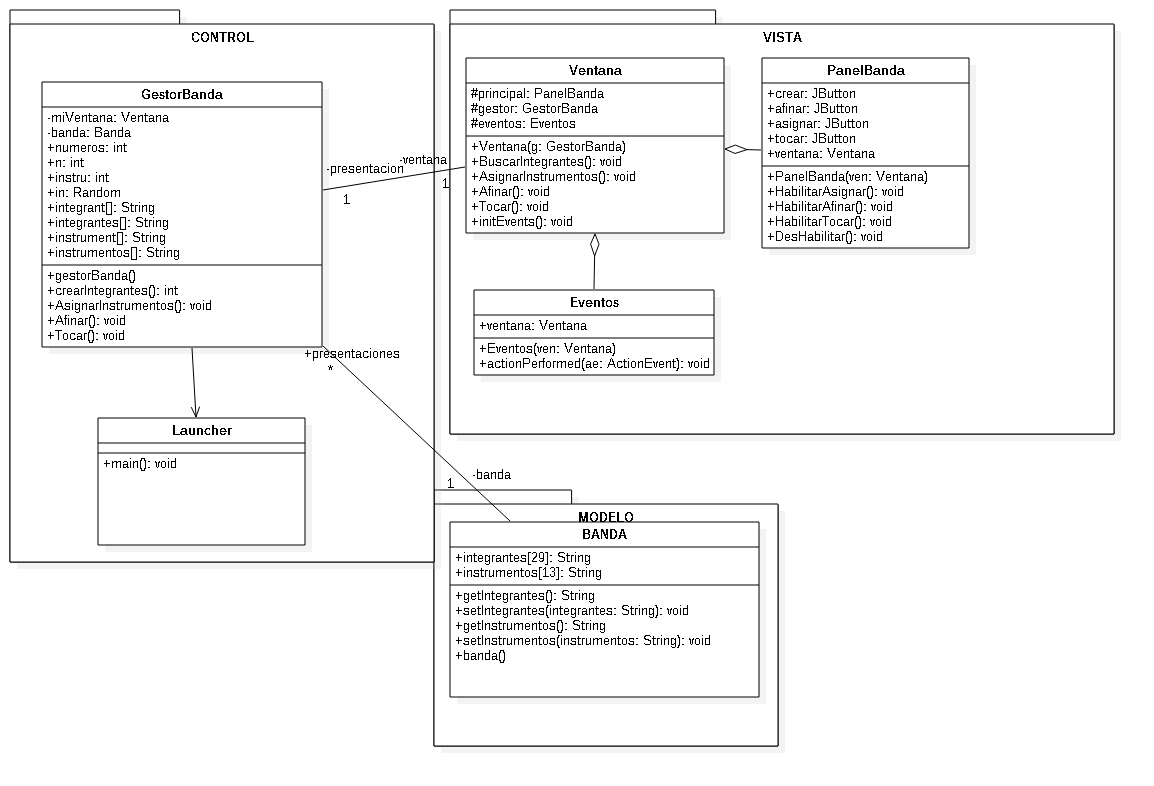 CONTROL
GestorBanda
-miVentana: Ventana
-banda: Banda
+numeros: int
+n: int
+instru: int
+in: Random
+integrant[]: String
+integrantes[]: String
+instrument[]: String
+instrumentos[]: String
+gestorBanda()
+crearIntegrantes(): int
+AsignarInstrumentos(): void
+Afinar(): void
+Tocar(): void
-presentacion
1
-ventana
1
+presentaciones
*
Launcher
+main(): void
VISTA
Ventana
#principal: PanelBanda
#gestor: GestorBanda
#eventos: Eventos
+Ventana(g: GestorBanda)
+BuscarIntegrantes(): void
+AsignarInstrumentos(): void
+Afinar(): void
+Tocar(): void
+initEvents(): void
PanelBanda
+crear: JButton
+afinar: JButton
+asignar: JButton
+tocar: JButton
+ventana: Ventana
+PanelBanda(ven: Ventana)
+HabilitarAsignar(): void
+HabilitarAfinar(): void
+HabilitarTocar(): void
+DesHabilitar(): void
Eventos
+ventana: Ventana
+Eventos(ven: Ventana)
+actionPerformed(ae: ActionEvent): void
-banda
1
MODELO
BANDA
+integrantes[29]: String
+instrumentos[13]: String
+getIntegrantes(): String
+setIntegrantes(integrantes: String): void
+getInstrumentos(): String
+setInstrumentos(instrumentos: String): void
+banda()